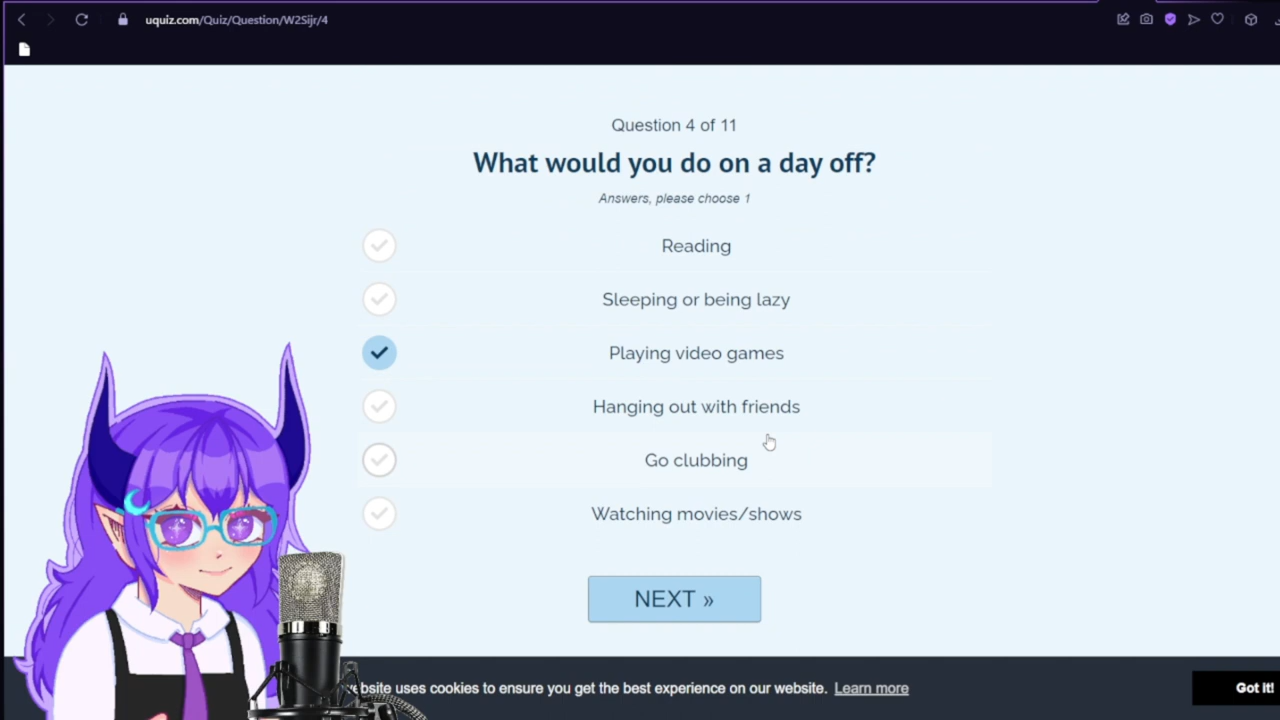 uquiz.com/Quiz/Question/W2Sijr/4
Question 4 of 11
What would you do on a day off?
Answers, please choose 1
Reading
Sleeping or being lazy
Playing video games
Hanging out with friends
Go clubbing
Watching movies/shows
NEXT »
website uses cookies to ensure you get the best experience on our website. Learn more
Got it!